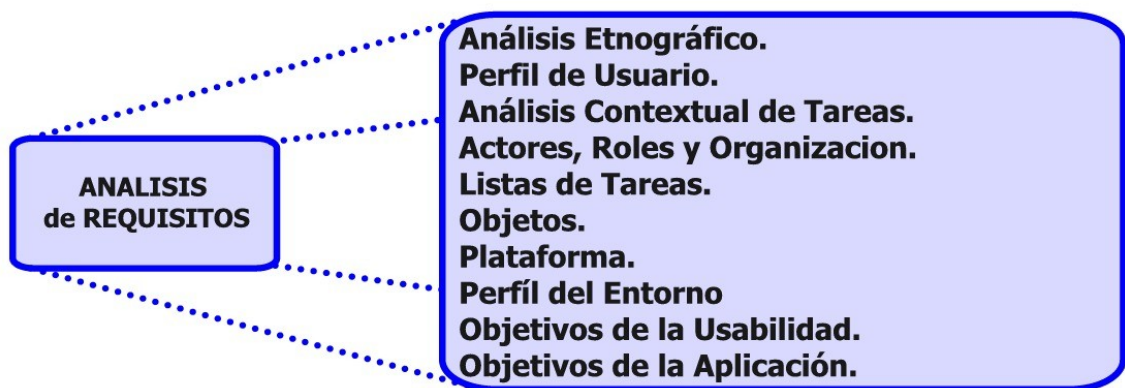 ANALISIS
de REQUISITOS
Análisis Etnográfico.
Perfil de Usuario.
Análisis Contextual de Tareas.
Actores, Roles y Organizacion.
Listas de Tareas.
Objetos.
Plataforma.
Perfíl del Entorno
Objetivos de la Usabilidad.
Objetivos de la Aplicación.